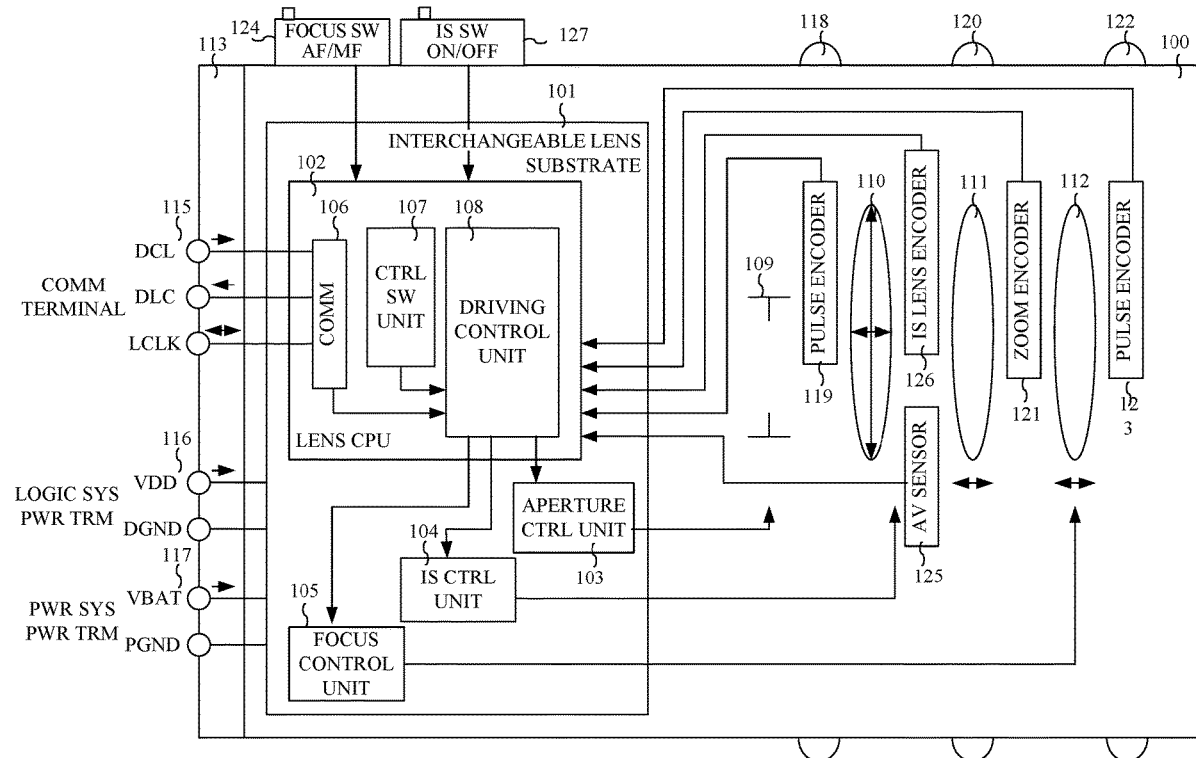 124
FOCUS SW
AF/MF
IS SW
ON/OFF
127
118
120
122
100
113
101
INTERCHANGEABLE LENS
SUBSTRATE
102
106
107
108
COMM
CTRL
SW
UNIT
DRIVING
CONTROL
UNIT
LENS CPU
115
DCL
DLC
LCLK
COMM
TERMINAL
116
VDD
DGND
LOGIC SYS
PWR TRM
117
VBAT
PGND
PWR SYS
PWR TRM
109
PULSE ENCODER
119
110
IS LENS ENCODER
126
AV SENSOR
125
111
ZOOM ENCODER
121
112
PULSE ENCODER
12
3
APERTURE
CTRL UNIT
103
104
IS CTRL
UNIT
105
FOCUS
CONTROL
UNIT